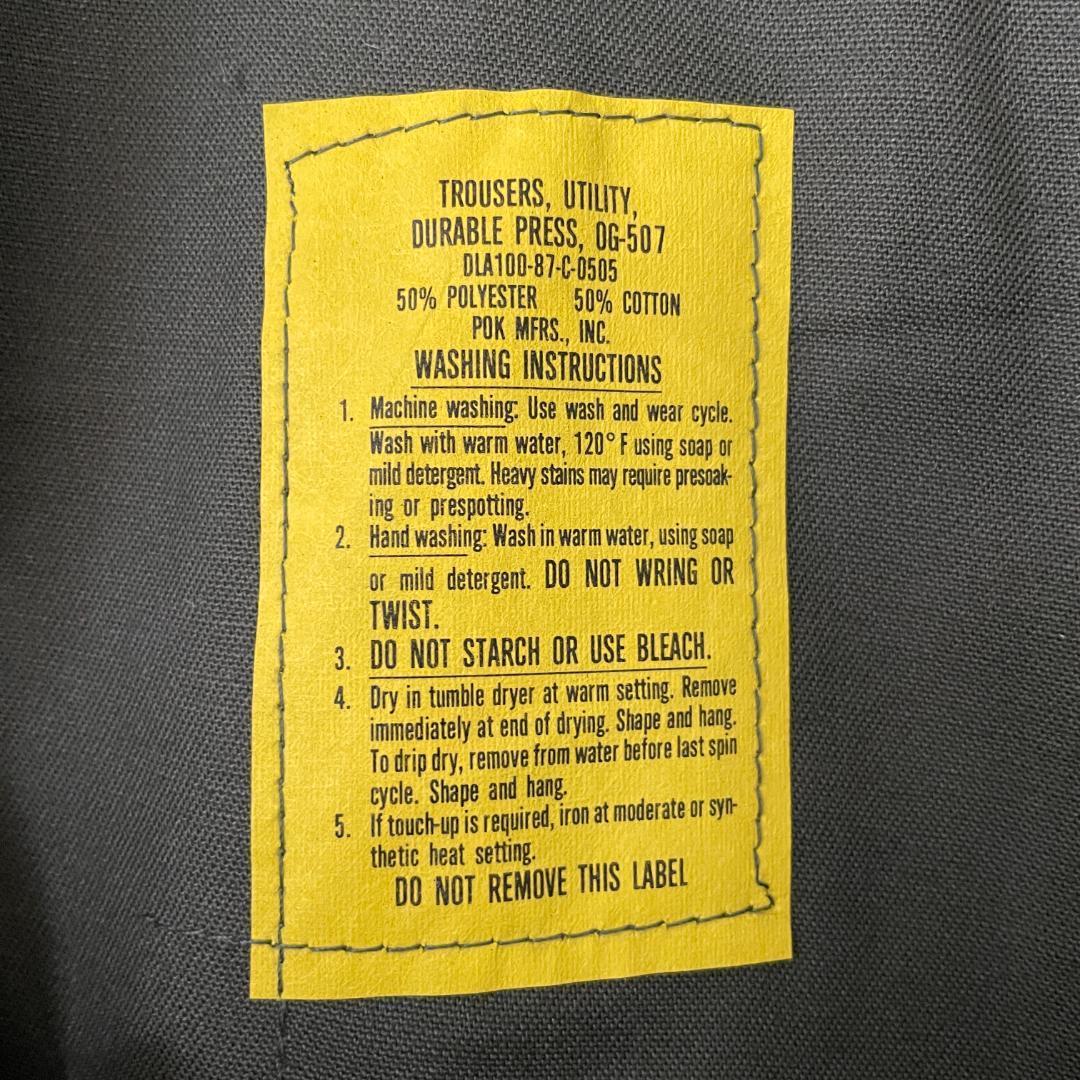 TROUSERS, UTILITY,
DURABLE PRESS, OG-507
DLA100-87-C-0505
50% POLYESTER 50% COTTON
POK MFRS., INC.
WASHING INSTRUCTIONS
1. Machine washing: Use wash and wear cycle.
Wash with warm water, 120° F using soap or
mild detergent. Heavy stains may require presoak-
ing or prespotting.
2. Hand washing: Wash in warm water, using soap
or mild detergent. DO NOT WRING OR
TWIST.
3. DO NOT STARCH OR USE BLEACH.
4. Dry in tumble dryer at warm setting. Remove
immediately at end of drying. Shape and hang.
To drip dry, remove from water before last spin
cycle. Shape and hang.
5. If touch-up is required, iron at moderate or syn-
thetic heat setting.
DO NOT REMOVE THIS LABEL